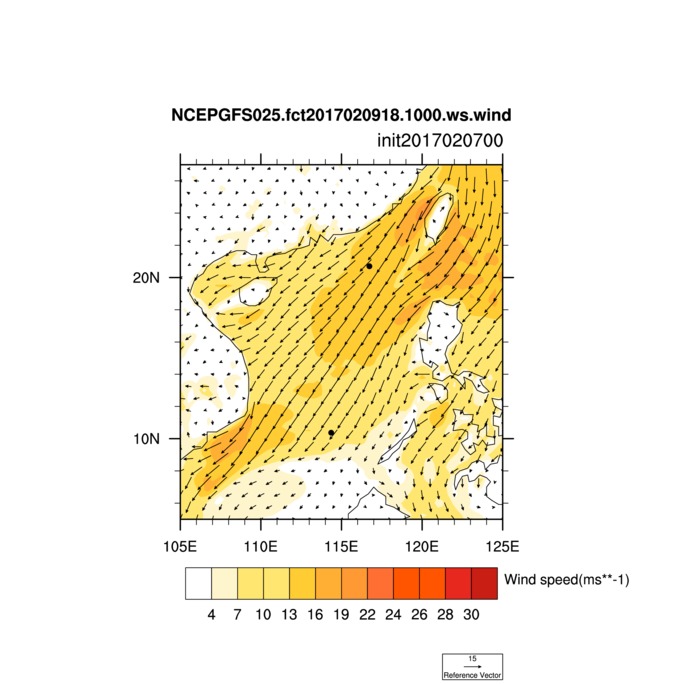 NCEPGFS025.fct2017020918.1000.ws.wind
init2017020700
20N
10N
105E 110E 115E 120E 125E
Wind speed(ms**-1)
4 7 10 13 16 19 22 24 26 28 30
15
Reference Vector